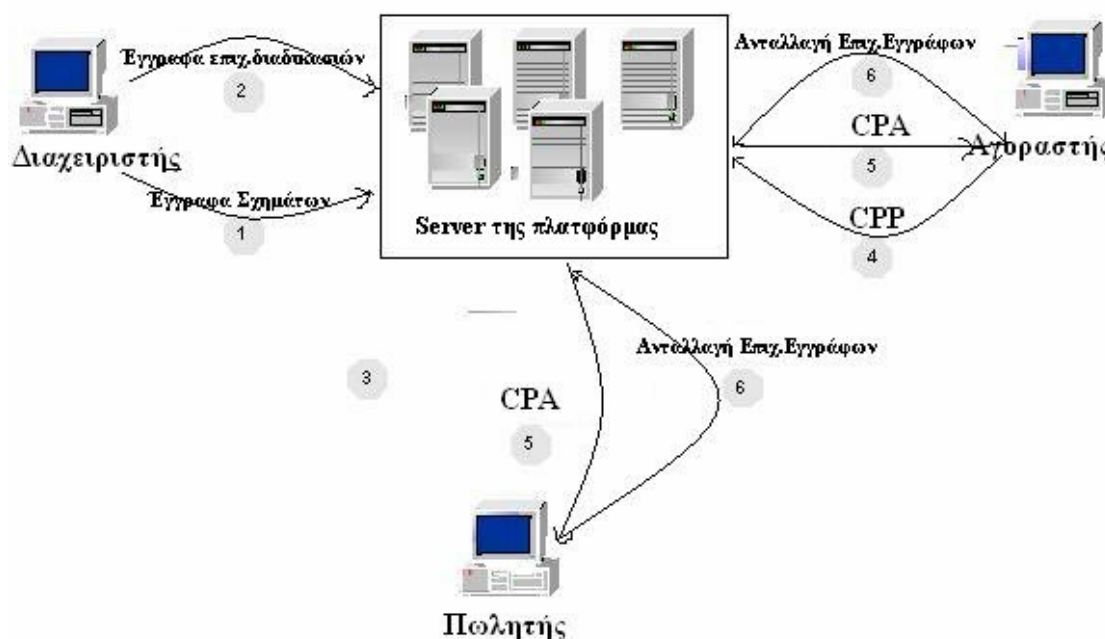 Έγγραφα επιχ.διαδικασιών
2
Διαχειριστής
Έγγραφα Σχημάτων
1
Server της πλατφόρμας
Ανταλλαγή Επιχ.Εγγράφων
6
CPA
5
Αγοραστής
CPP
4
3
Ανταλλαγή Επιχ.Εγγράφων
6
CPA
5
Πωλητής